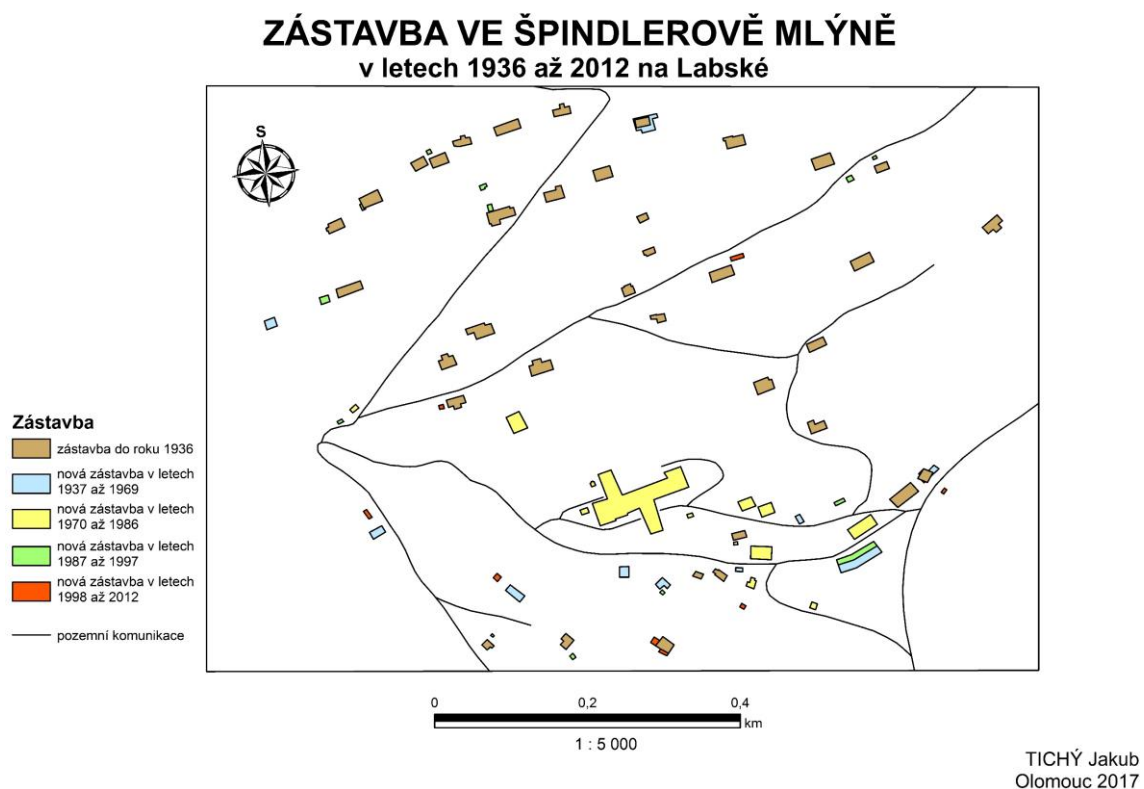 ZÁSTAVBA VE ŠPINDLEROVĚ MLÝNĚ
v letech 1936 až 2012 na Labské
S
Zástavba
zástavba do roku 1936
nová zástavba v letech
1937 až 1969
nová zástavba v letech
1970 až 1986
nová zástavba v letech
1987 až 1997
nová zástavba v letech
1998 až 2012
pozemní komunikace
0 0,2 0,4
km
1 : 5 000
TICHÝ Jakub
Olomouc 2017